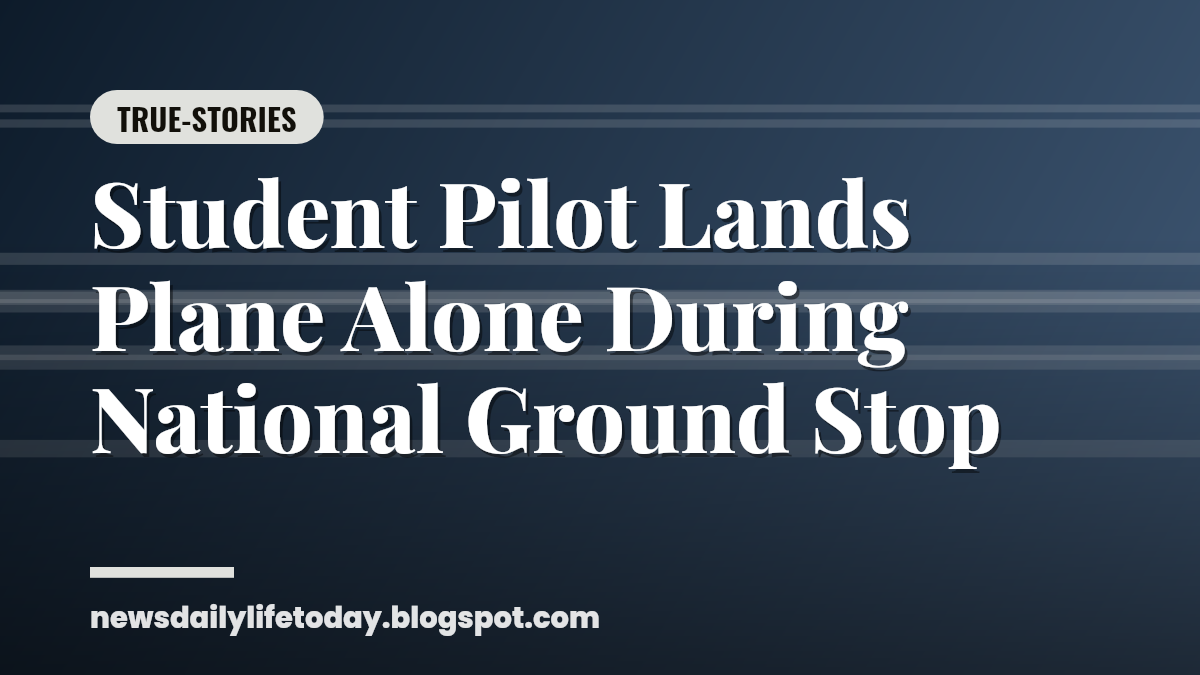 TRUE-STORIES
Student Pilot Lands
Plane Alone During
National Ground Stop
newsdailylifetoday.blogspot.com